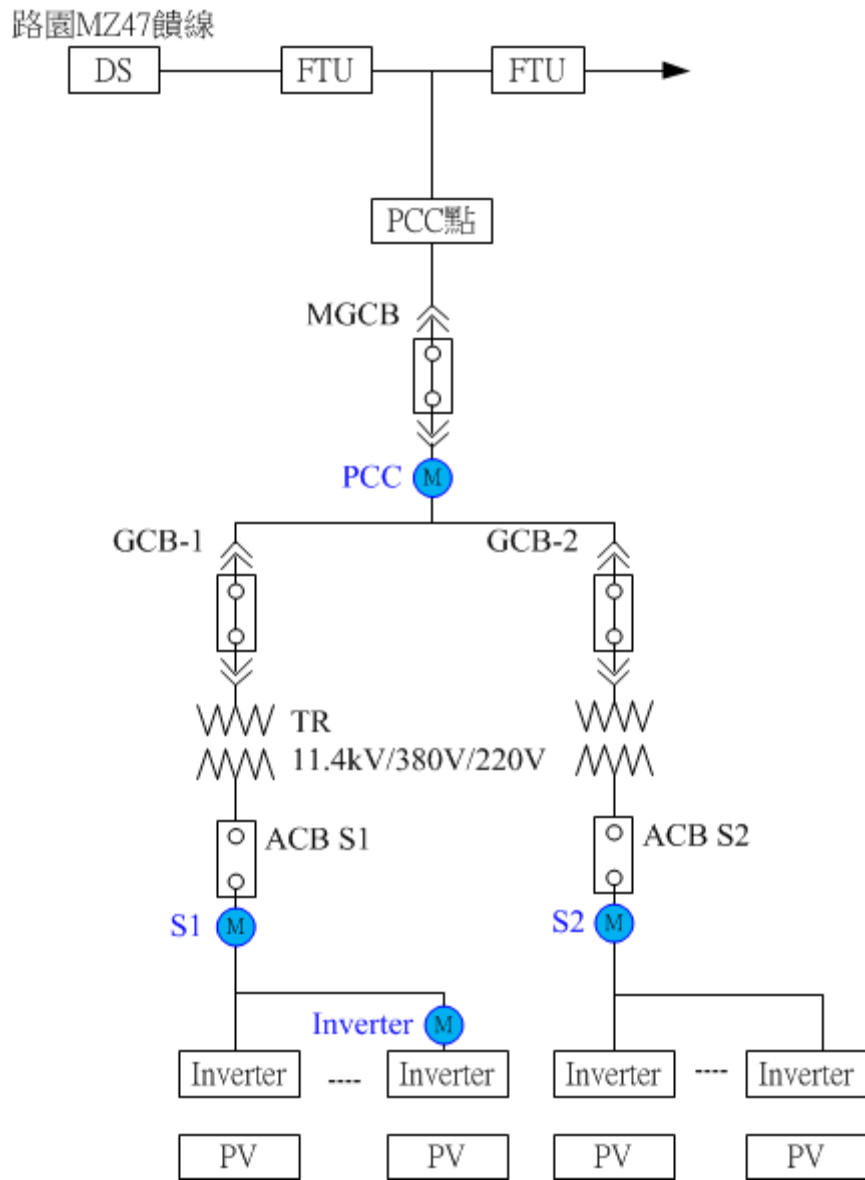 路園MZ47饋線
DS
FTU
FTU
PCC點
MGCB
PCC
M
GCB-1
GCB-2
TR
11.4kV/380V/220V
ACB S1
ACB S2
S1
M
S2
M
Inverter
M
Inverter
----
Inverter
Inverter
----
Inverter
PV
PV
PV
PV